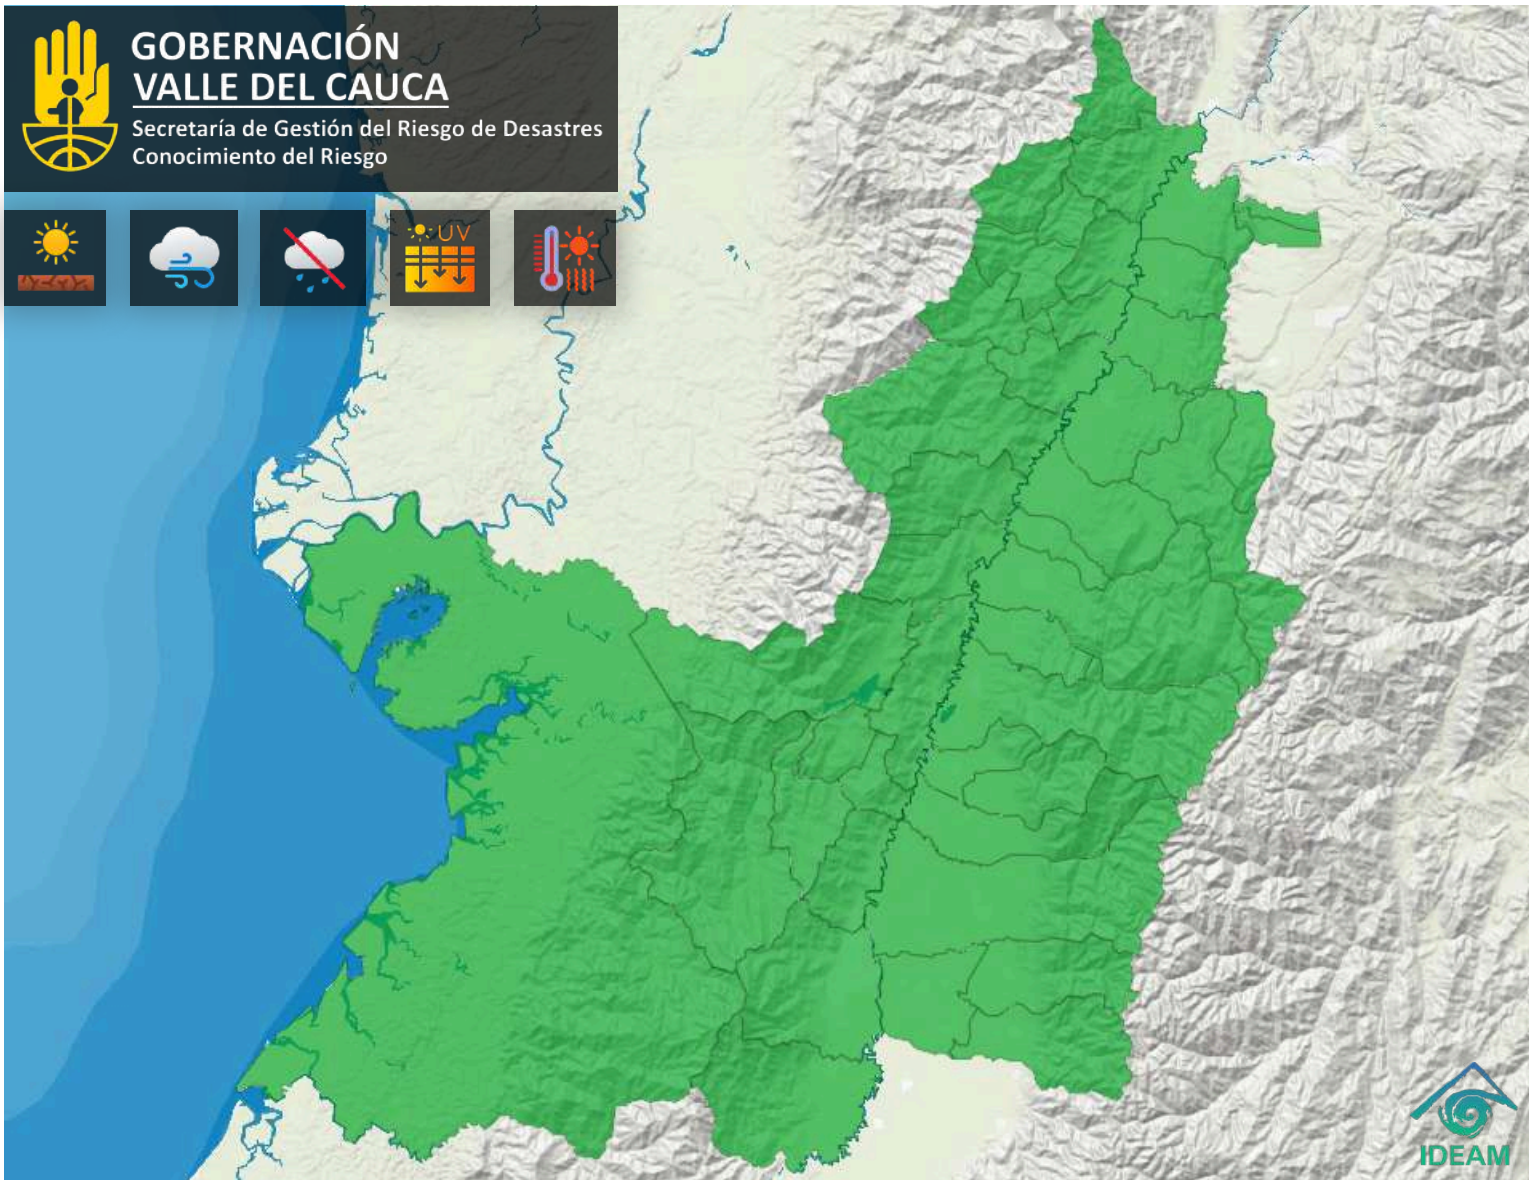 GOBERNACIÓN
VALLE DEL CAUCA
Secretaría de Gestión del Riesgo de Desastres
Conocimiento del Riesgo
UV
IDEAM